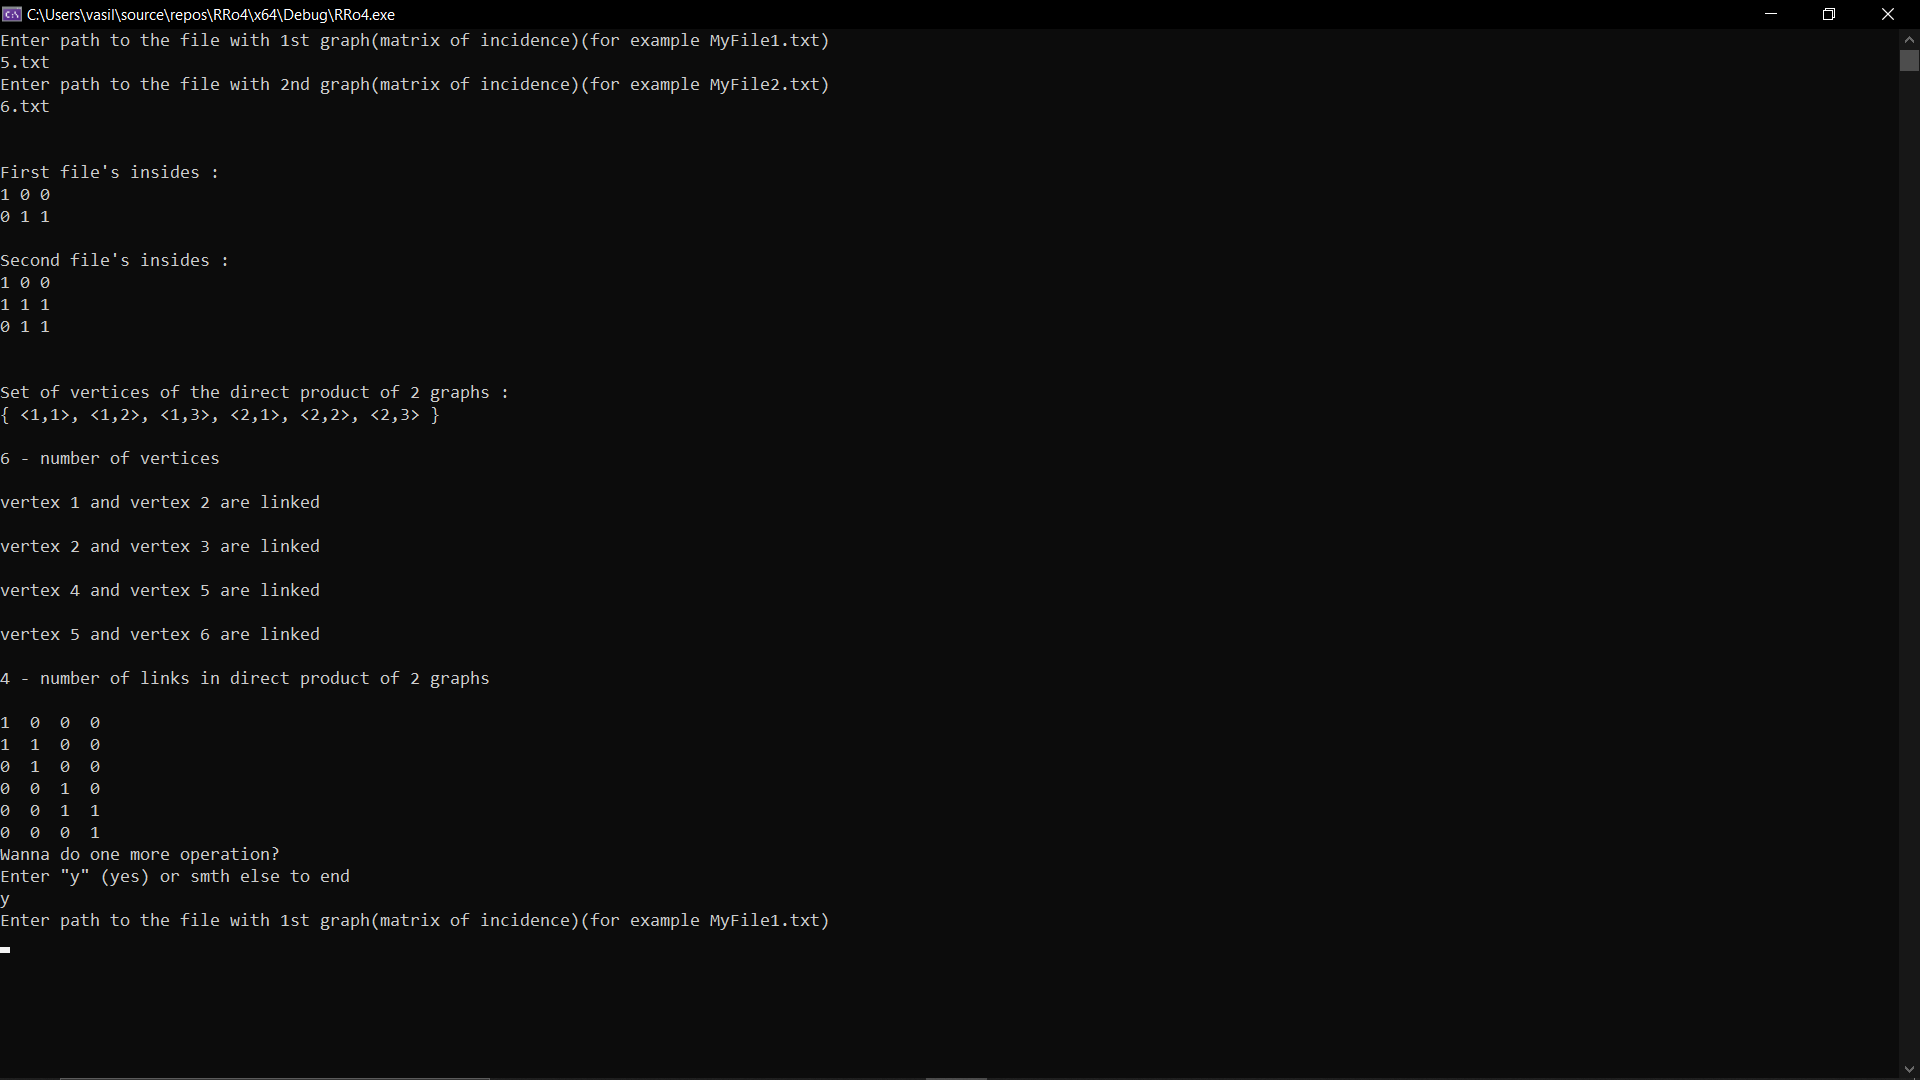 C:\Users\vasil\source\repos\RRo4\x64\Debug\RRo4.exe
Enter path to the file with 1st graph(matrix of incidence)(for example MyFile1.txt)
5.txt
Enter path to the file with 2nd graph(matrix of incidence)(for example MyFile2.txt)
6.txt
First file's insides :
1 0 0
0 1 1
Second file's insides :
1 0 0
1 1 1
0 1 1
Set of vertices of the direct product of 2 graphs :
{ <1,1>, <1,2>, <1,3>, <2,1>, <2,2>, <2,3> }
6 - number of vertices
vertex 1 and vertex 2 are linked
vertex 2 and vertex 3 are linked
vertex 4 and vertex 5 are linked
vertex 5 and vertex 6 are linked
4 - number of links in direct product of 2 graphs
1  0  0  0
1  1  0  0
0  1  0  0
0  0  1  0
0  0  1  1
0  0  0  1
Wanna do one more operation?
Enter "y" (yes) or smth else to end
y
Enter path to the file with 1st graph(matrix of incidence)(for example MyFile1.txt)